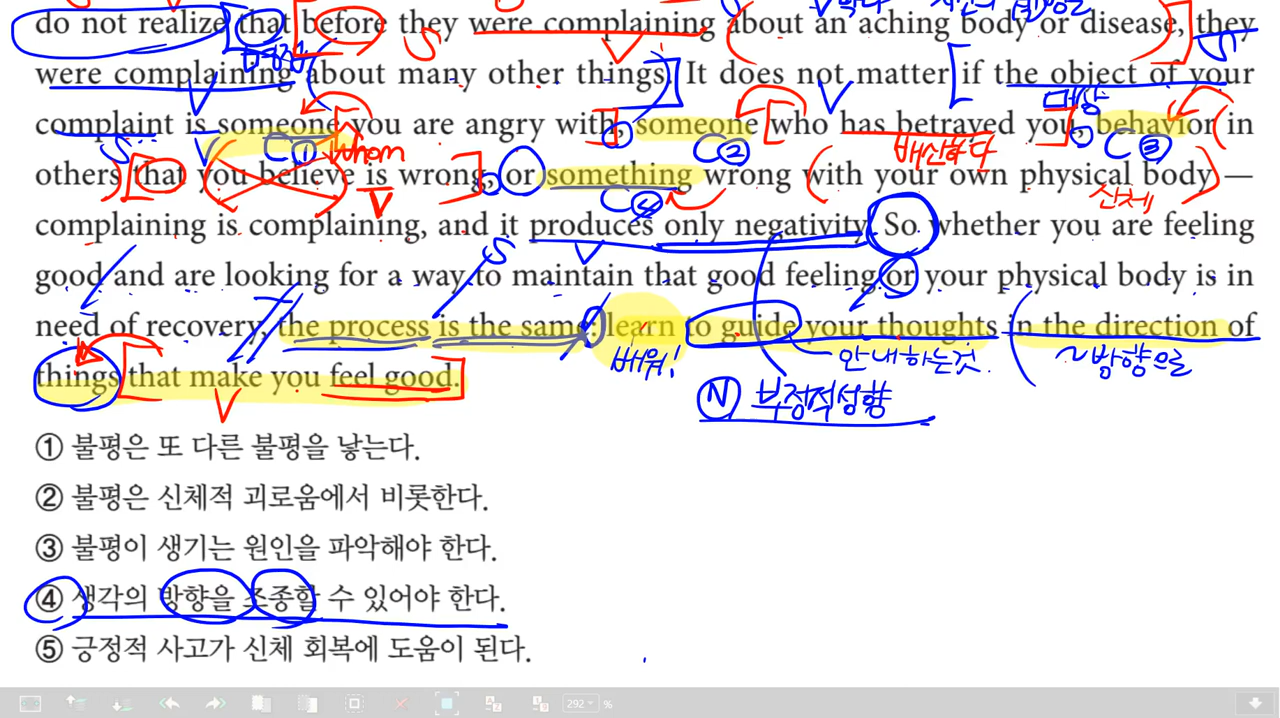 do not realize that before they were complaining about an aching body or disease, they
were complaining about many other things. It does not matter if the object of your
complaint is someone you are angry with, someone who has betrayed you, behavior in
others that you believe is wrong, or something wrong with your own physical body —
complaining is complaining, and it produces only negativity. So whether you are feeling
good and are looking for a way to maintain that good feeling or your physical body is in
need of recovery, the process is the same: learn to guide your thoughts in the direction of
things that make you feel good.
① 불평은 또 다른 불평을 낳는다.
② 불평은 신체적 괴로움에서 비롯한다.
③ 불평이 생기는 원인을 파악해야 한다.
④ 생각의 방향을 조종할 수 있어야 한다.
⑤ 긍정적 사고가 신체 회복에 도움이 된다.
S
V
S
V
대상
S
V
C①
whom
C②
배신하다
C③
V
C④
신체
S
V
배워!
안내하는것.
~방향으로
V
N 부정적성향
292 %